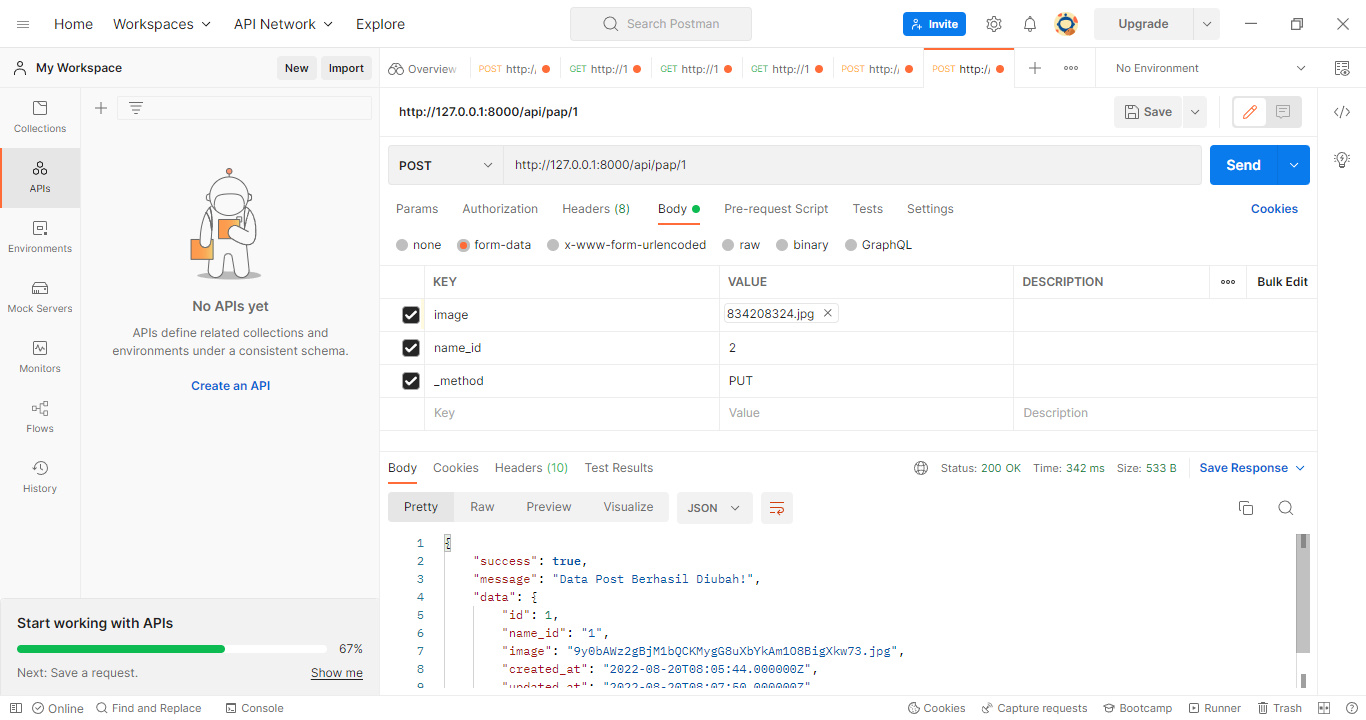 Home Workspaces API Network Explore Search Postman Invite Upgrade
My Workspace New Import Overview POST http:/ GET http://1 GET http://1 GET http://1 POST http:/ POST http:/ No Environment
Collections
APIs
Environments
Mock Servers
Monitors
Flows
History
No APIs yet
APIs define related collections and
environments under a consistent schema.
Create an API
Start working with APIs
67%
Next: Save a request. Show me
http://127.0.0.1:8000/api/pap/1 Save
POST http://127.0.0.1:8000/api/pap/1 Send
Params Authorization Headers (8) Body Pre-request Script Tests Settings Cookies
none form-data x-www-form-urlencoded raw binary GraphQL
KEY VALUE DESCRIPTION Bulk Edit
image 834208324.jpg
name_id 2
_method PUT
Key Value Description
Body Cookies Headers (10) Test Results Status: 200 OK Time: 342 ms Size: 533 B Save Response
Pretty Raw Preview Visualize JSON
1 {
2 "success": true,
3 "message": "Data Post Berhasil Diubah!",
4 "data": {
5 "id": 1,
6 "name_id": "1",
7 "image": "9y0bAWz2gBjM1bQCKMygG8uXbYkAm1O8BigXkw73.jpg",
8 "created_at": "2022-08-20T08:05:44.000000Z",
9 "updated_at": "2022-08-20T08:07:50.000000Z"
Online Find and Replace Console Cookies Capture requests Bootcamp Runner Trash